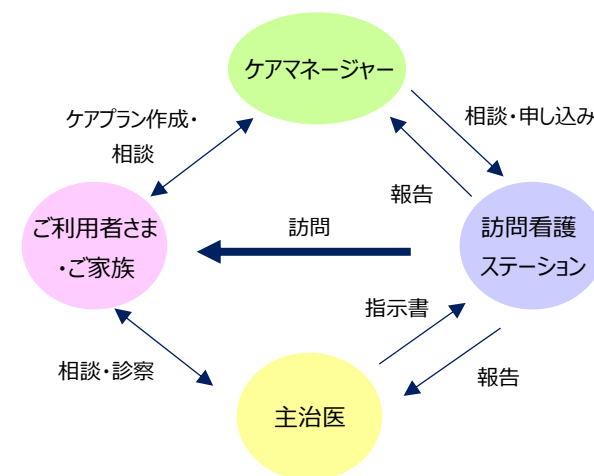 ケアマネージャー
ケアプラン作成・
相談
相談・申し込み
報告
ご利用者さま
・ご家族
訪問
訪問看護
ステーション
指示書
相談・診察
報告
主治医